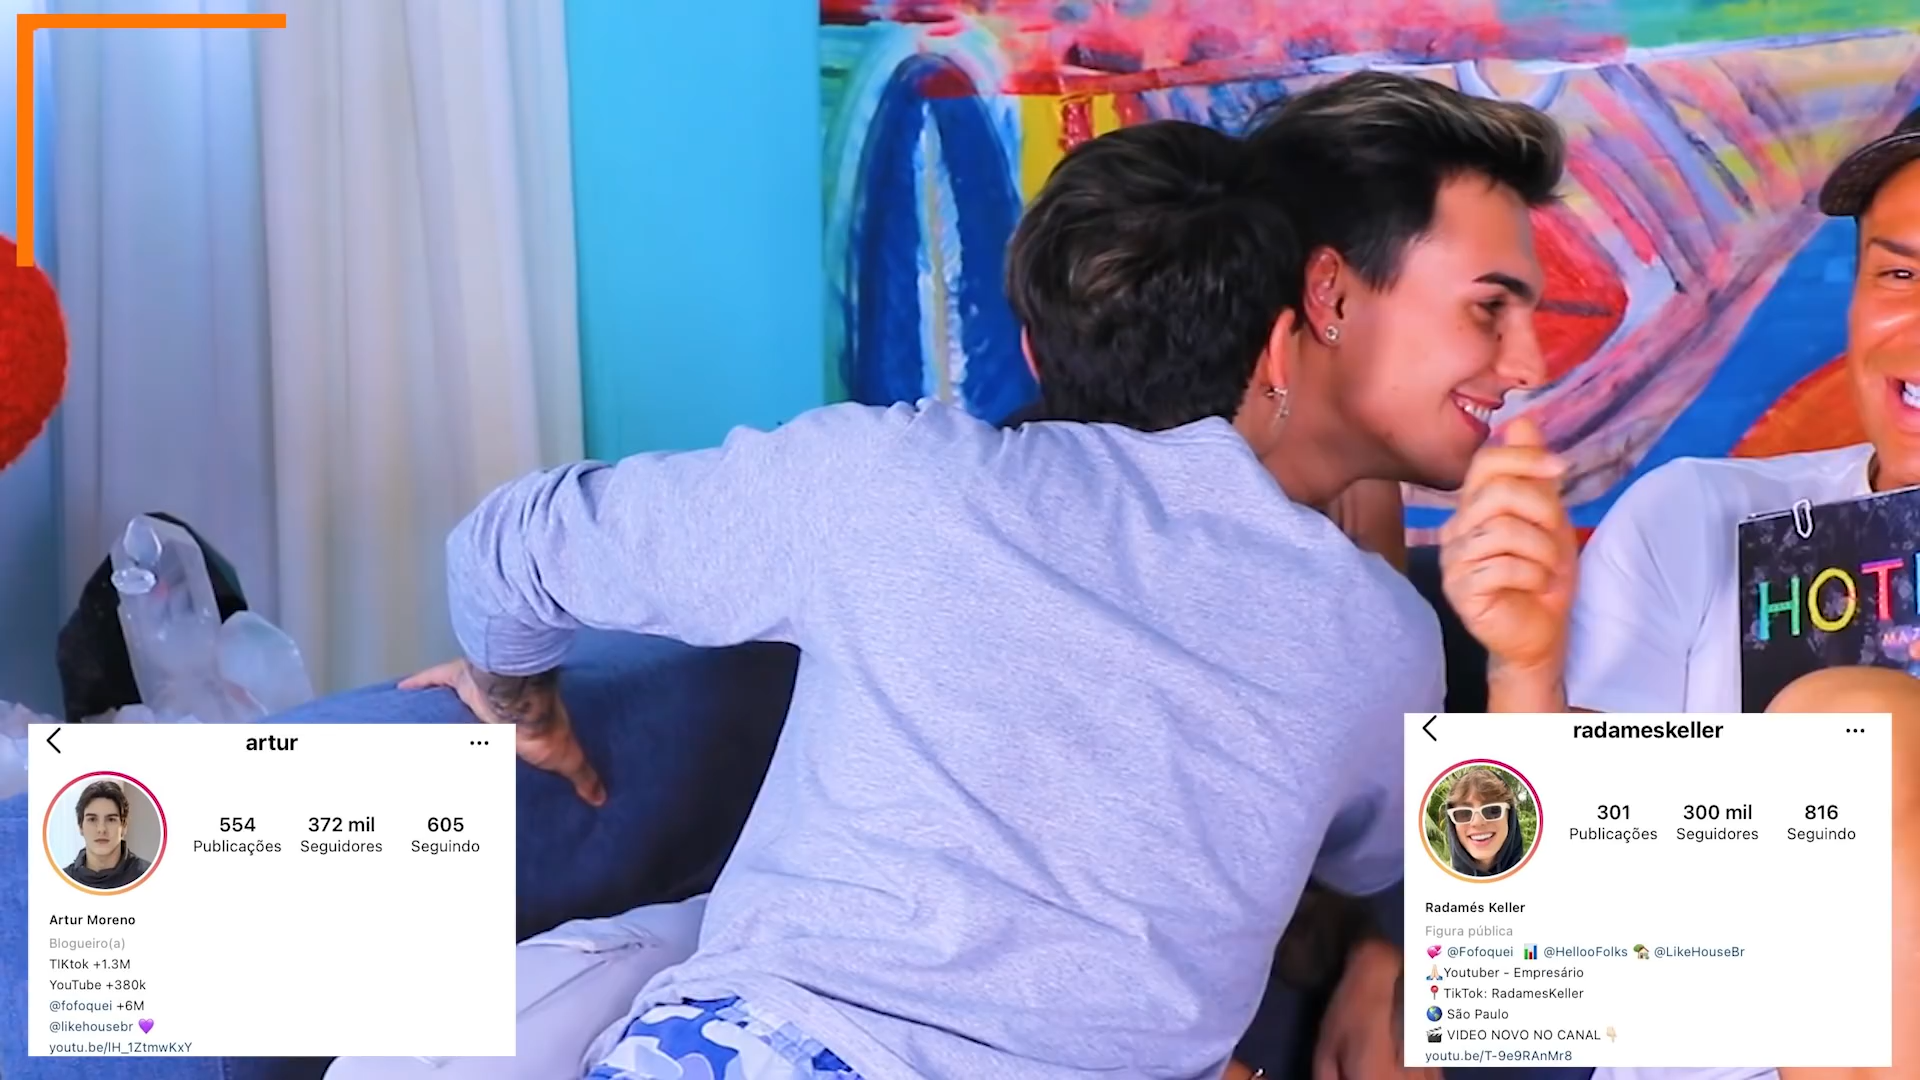 HOT
artur
554 372 mil 605
Publicações Seguidores Seguindo
Artur Moreno
Blogueiro(a)
TIKtok +1.3M
YouTube +380k
@fofoquei +6M
@likehousebr 💜
youtu.be/lH_1ZtmwKxY
radameskeller
301 300 mil 816
Publicações Seguidores Seguindo
Radamés Keller
Figura pública
💞 @Fofoquei 📊 @HellooFolks 🏡 @LikeHouseBr
🙏🏻Youtuber - Empresário
📍TikTok: RadamesKeller
🌎 São Paulo
🎬 VIDEO NOVO NO CANAL 👇🏻
youtu.be/T-9e9RAnMr8